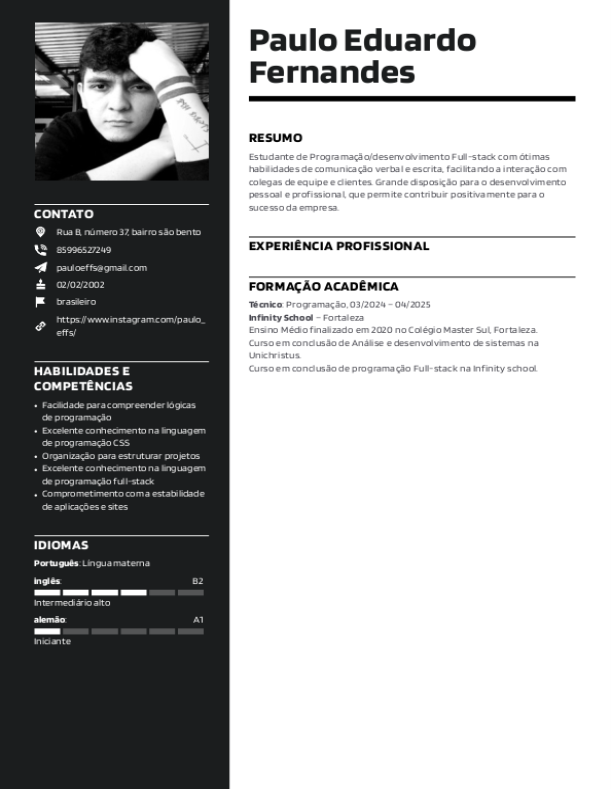 Paulo Eduardo
Fernandes
CONTATO
Rua B, número 37, bairro são bento
85996527249
pauloeffs@gmail.com
02/02/2002
brasileiro
https://www.instagram.com/paulo_
effs/
HABILIDADES E
COMPETÊNCIAS
• Facilidade para compreender lógicas
de programação
• Excelente conhecimento na linguagem
de programação CSS
• Organização para estruturar projetos
• Excelente conhecimento na linguagem
de programação full-stack
• Comprometimento com a estabilidade
de aplicações e sites
IDIOMAS
Português: Língua materna
inglês: B2
Intermediário alto
alemão: A1
Iniciante
RESUMO
Estudante de Programação/desenvolvimento Full-stack com ótimas
habilidades de comunicação verbal e escrita, facilitando a interação com
colegas de equipe e clientes. Grande disposição para o desenvolvimento
pessoal e profissional, que permite contribuir positivamente para o
sucesso da empresa.
EXPERIÊNCIA PROFISSIONAL
FORMAÇÃO ACADÊMICA
Técnico: Programação, 03/2024 - 04/2025
Infinity School - Fortaleza
Ensino Médio finalizado em 2020 no Colégio Master Sul, Fortaleza.
Curso em conclusão de Análise e desenvolvimento de sistemas na
Unichristus.
Curso em conclusão de programação Full-stack na Infinity school.